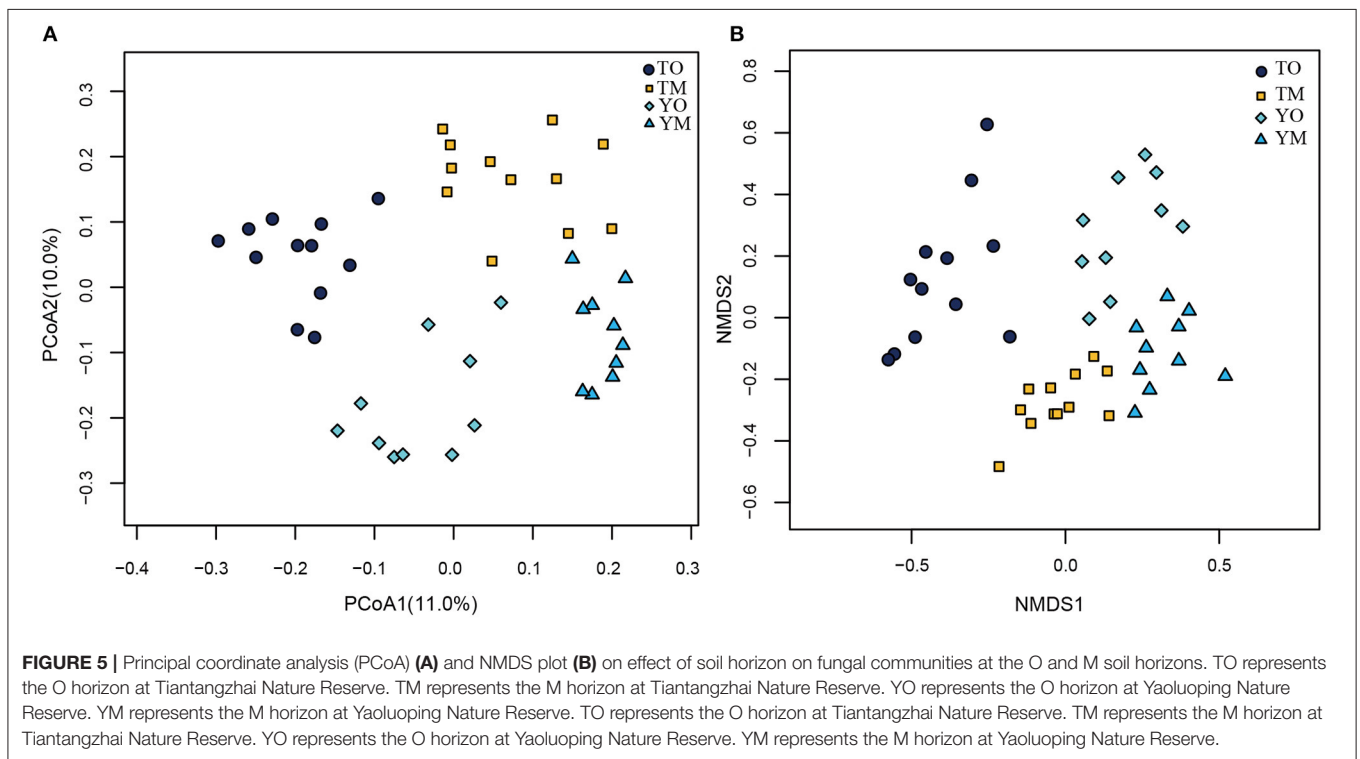 A
0.3
0.2
0.1
0.0
−0.1
−0.2
−0.3
PCoA2(10.0%)
TO
TM
YO
YM
−0.4 −0.3 −0.2 −0.1 0.0 0.1 0.2 0.3
PCoA1(11.0%)
B
0.8
0.6
0.4
0.2
0.0
−0.2
−0.4
−0.6
NMDS2
TO
TM
YO
YM
−0.5 0.0 0.5
NMDS1
FIGURE 5 | Principal coordinate analysis (PCoA) (A) and NMDS plot (B) on effect of soil horizon on fungal communities at the O and M soil horizons. TO represents
the O horizon at Tiantangzhai Nature Reserve. TM represents the M horizon at Tiantangzhai Nature Reserve. YO represents the O horizon at Yaoluoping Nature
Reserve. YM represents the M horizon at Yaoluoping Nature Reserve. TO represents the O horizon at Tiantangzhai Nature Reserve. TM represents the M horizon at
Tiantangzhai Nature Reserve. YO represents the O horizon at Yaoluoping Nature Reserve. YM represents the M horizon at Yaoluoping Nature Reserve.